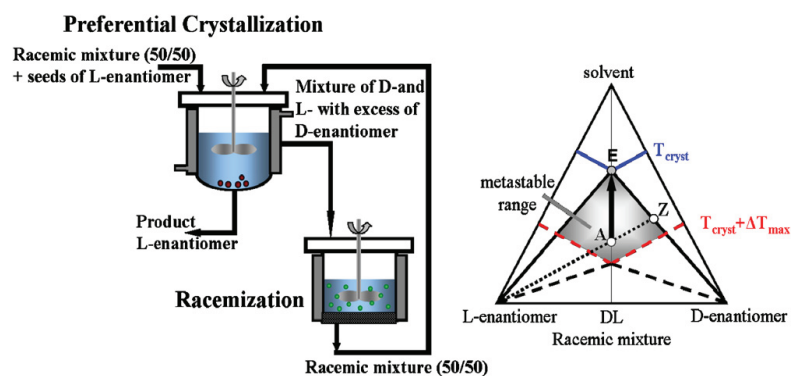 Preferential Crystallization
Racemic mixture (50/50)
+ seeds of L-enantiomer
Mixture of D-and
L- with excess of
D-enantiomer
Product
L-enantiomer
Racemization
Racemic mixture (50/50)
solvent
E
Tcryst
metastable
range
Z
A
Tcryst+ΔTmax
L-enantiomer
DL
D-enantiomer
Racemic mixture